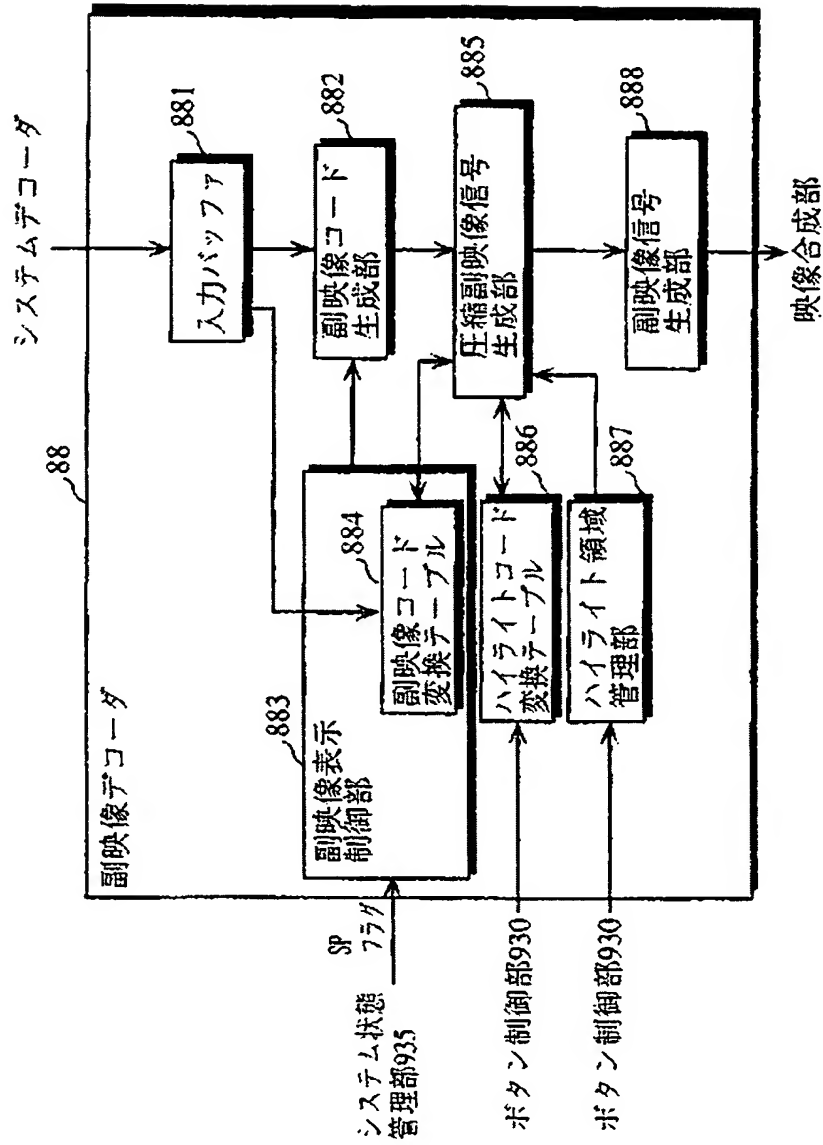 システムデコーダ
88
副映像デコーダ
881
入力バッファ
882
副映像コード
生成部
883
副映像表示
制御部
884
副映像コード
変換テーブル
885
圧縮副映像信号
生成部
886
ハイライトコード
変換テーブル
887
ハイライト領域
管理部
888
副映像信号
生成部
映像合成部
SP
フラグ
システム状態
管理部935
ボタン制御部930
ボタン制御部930